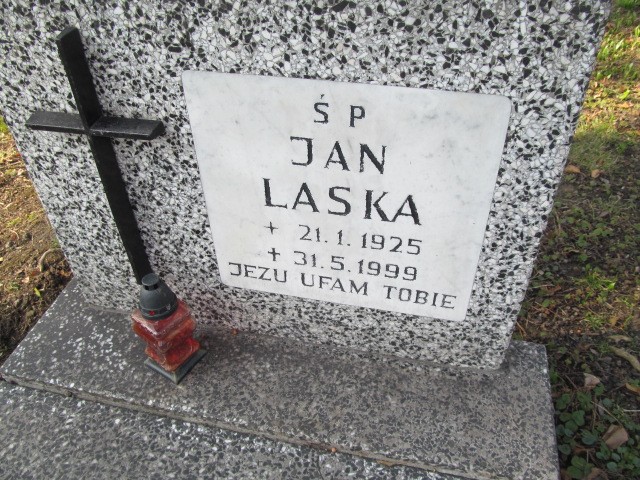 Ś P
JAN
LASKA
+ 21.1.1925
+ 31.5.1999
JEZU UFAM TOBIE